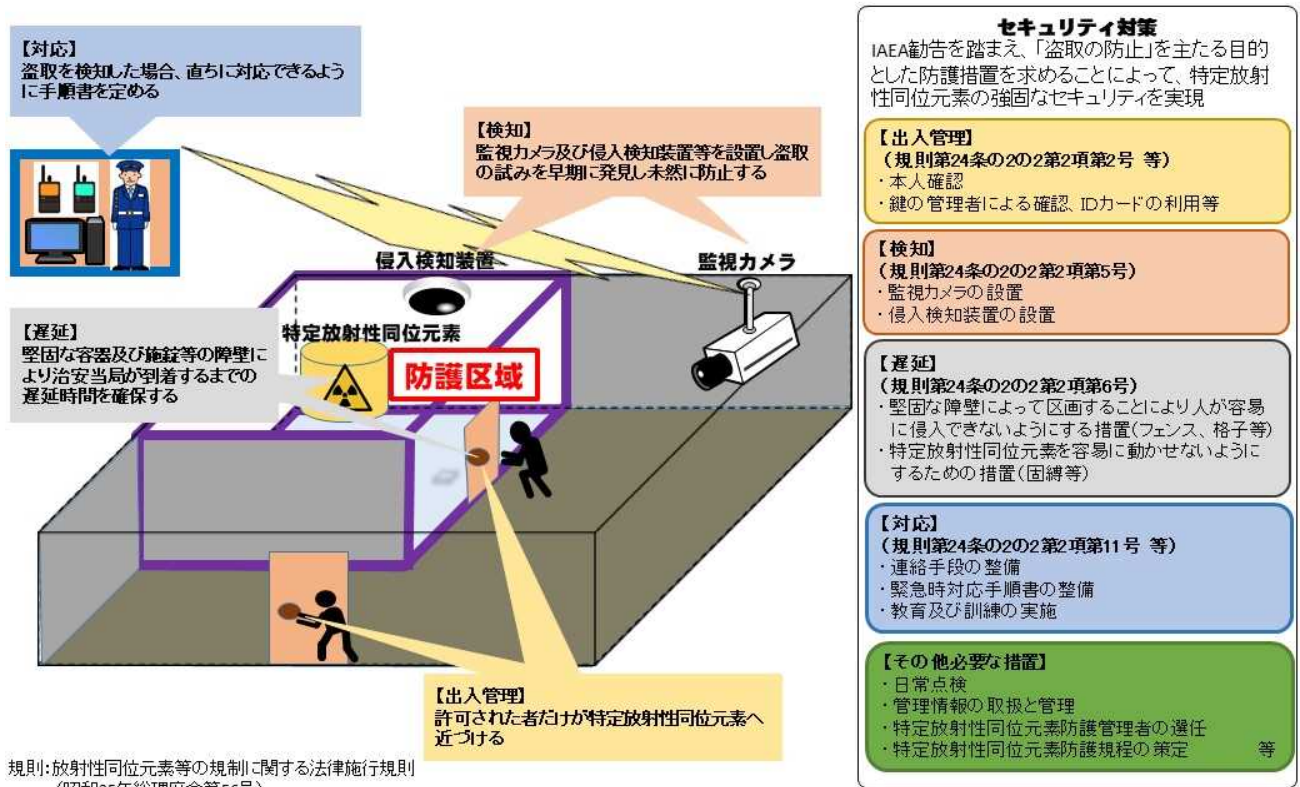 【対応】
盗取を検知した場合、直ちに対応できるよう
に手順書を定める
【検知】
監視カメラ及び侵入検知装置等を設置し盗取
の試みを早期に発見し未然に防止する
侵入検知装置
監視カメラ
【遅延】
堅固な容器及び施錠等の障壁に
より治安当局が到着するまでの
遅延時間を確保する
特定放射性同位元素
防護区域
【出入管理】
許可された者だけが特定放射性同位元素へ
近づける
規則:放射性同位元素等の規制に関する法律施行規則
セキュリティ対策
IAEA勧告を踏まえ、「盗取の防止」を主たる目的
とした防護措置を求めることによって、特定放射
性同位元素の強固なセキュリティを実現
【出入管理】
(規則第24条の2の2第2項第2号 等)
・本人確認
・鍵の管理者による確認、IDカードの利用等
【検知】
(規則第24条の2の2第2項第5号)
・監視カメラの設置
・侵入検知装置の設置
【遅延】
(規則第24条の2の2第2項第6号)
・堅固な障壁によって区画することにより人が容易
に侵入できないようにする措置(フェンス、格子等)
・特定放射性同位元素を容易に動かせないように
するための措置(固縛等)
【対応】
(規則第24条の2の2第2項第11号 等)
・連絡手段の整備
・緊急時対応手順書の整備
・教育及び訓練の実施
【その他必要な措置】
・日常点検
・管理情報の取扱と管理
・特定放射性同位元素防護管理者の選任
・特定放射性同位元素防護規程の策定 等